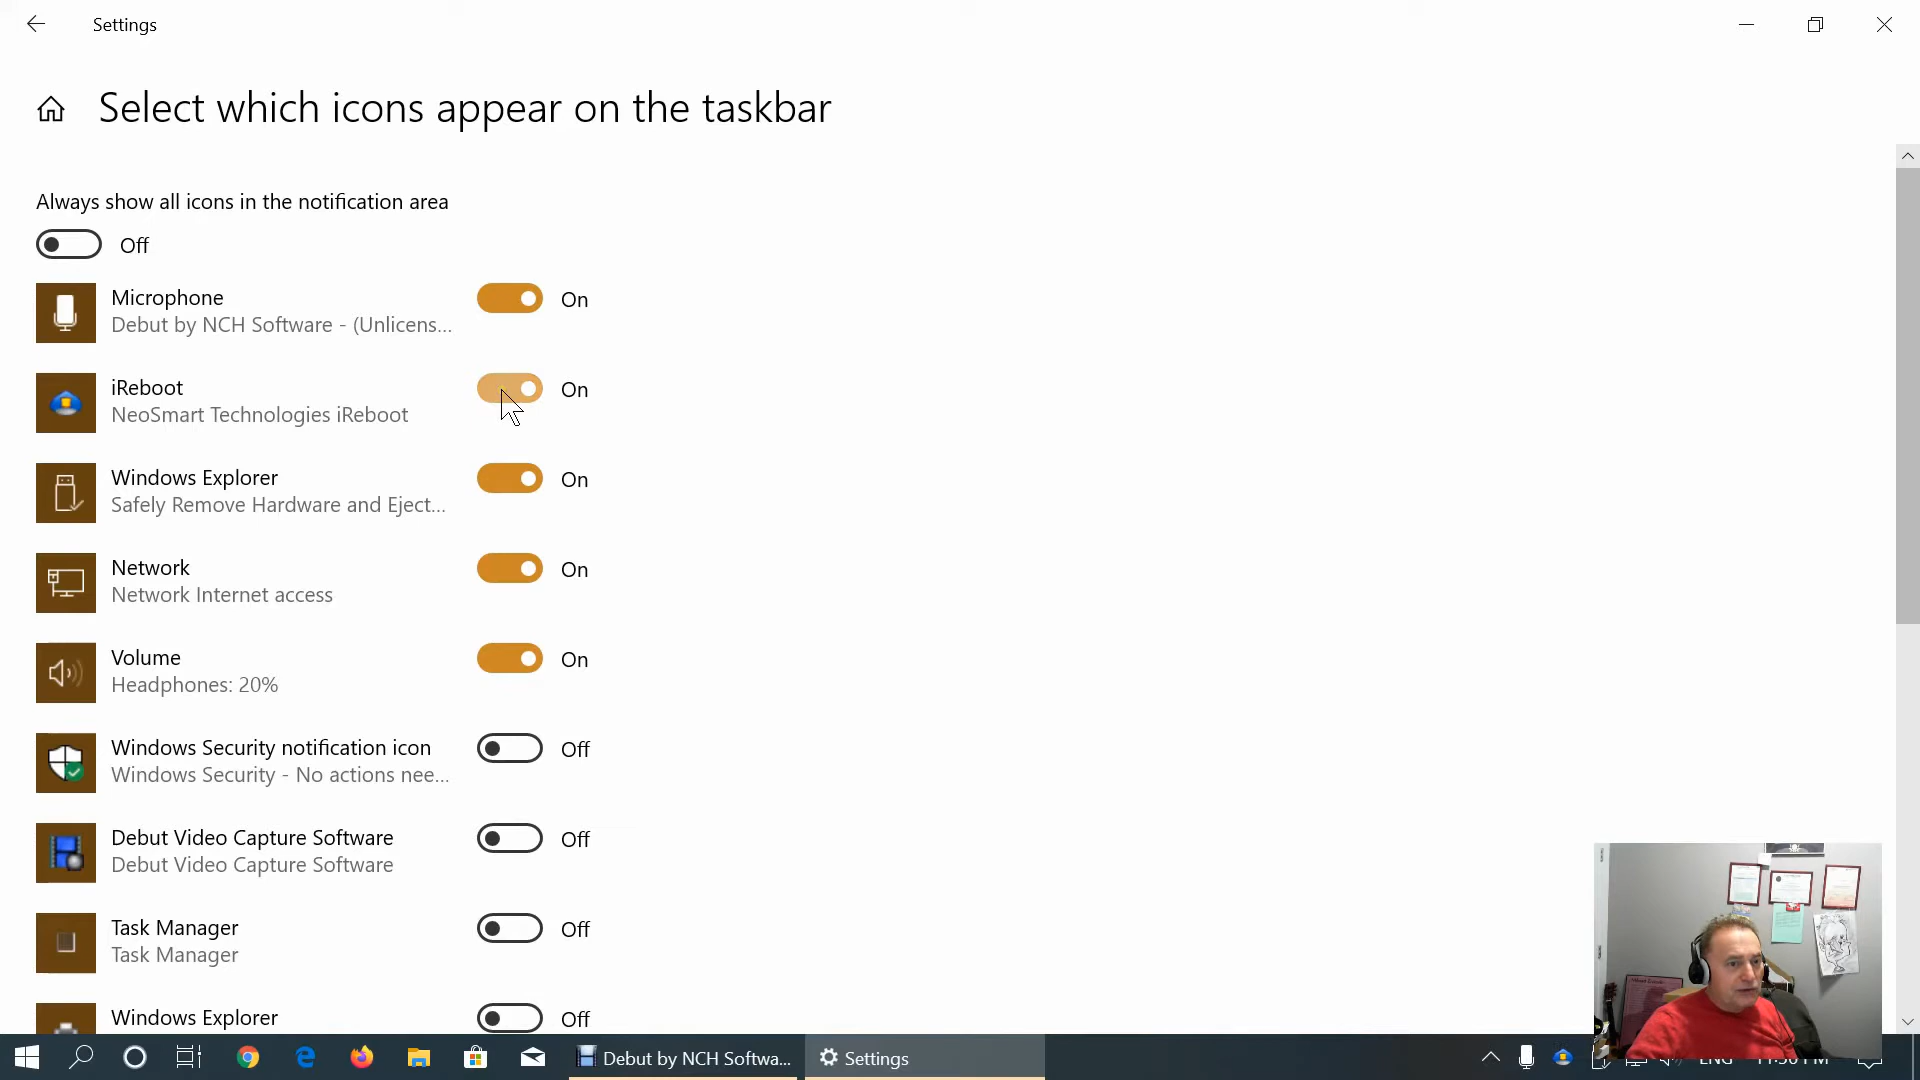 Settings
Select which icons appear on the taskbar
Always show all icons in the notification area
Off
Microphone
On
Debut by NCH Software - (Unlicens...
iReboot
On
NeoSmart Technologies iReboot
Windows Explorer
On
Safely Remove Hardware and Eject...
Network
On
Network Internet access
Volume
On
Headphones: 20%
Windows Security notification icon
Off
Windows Security - No actions nee...
Debut Video Capture Software
Off
Debut Video Capture Software
Task Manager
Off
Task Manager
Windows Explorer
Off
Debut by NCH Softwa...
Settings
ENG